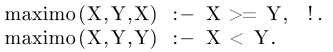 maximo(X,Y,X) :- X >= Y, !.
maximo(X,Y,Y) :- X < Y.